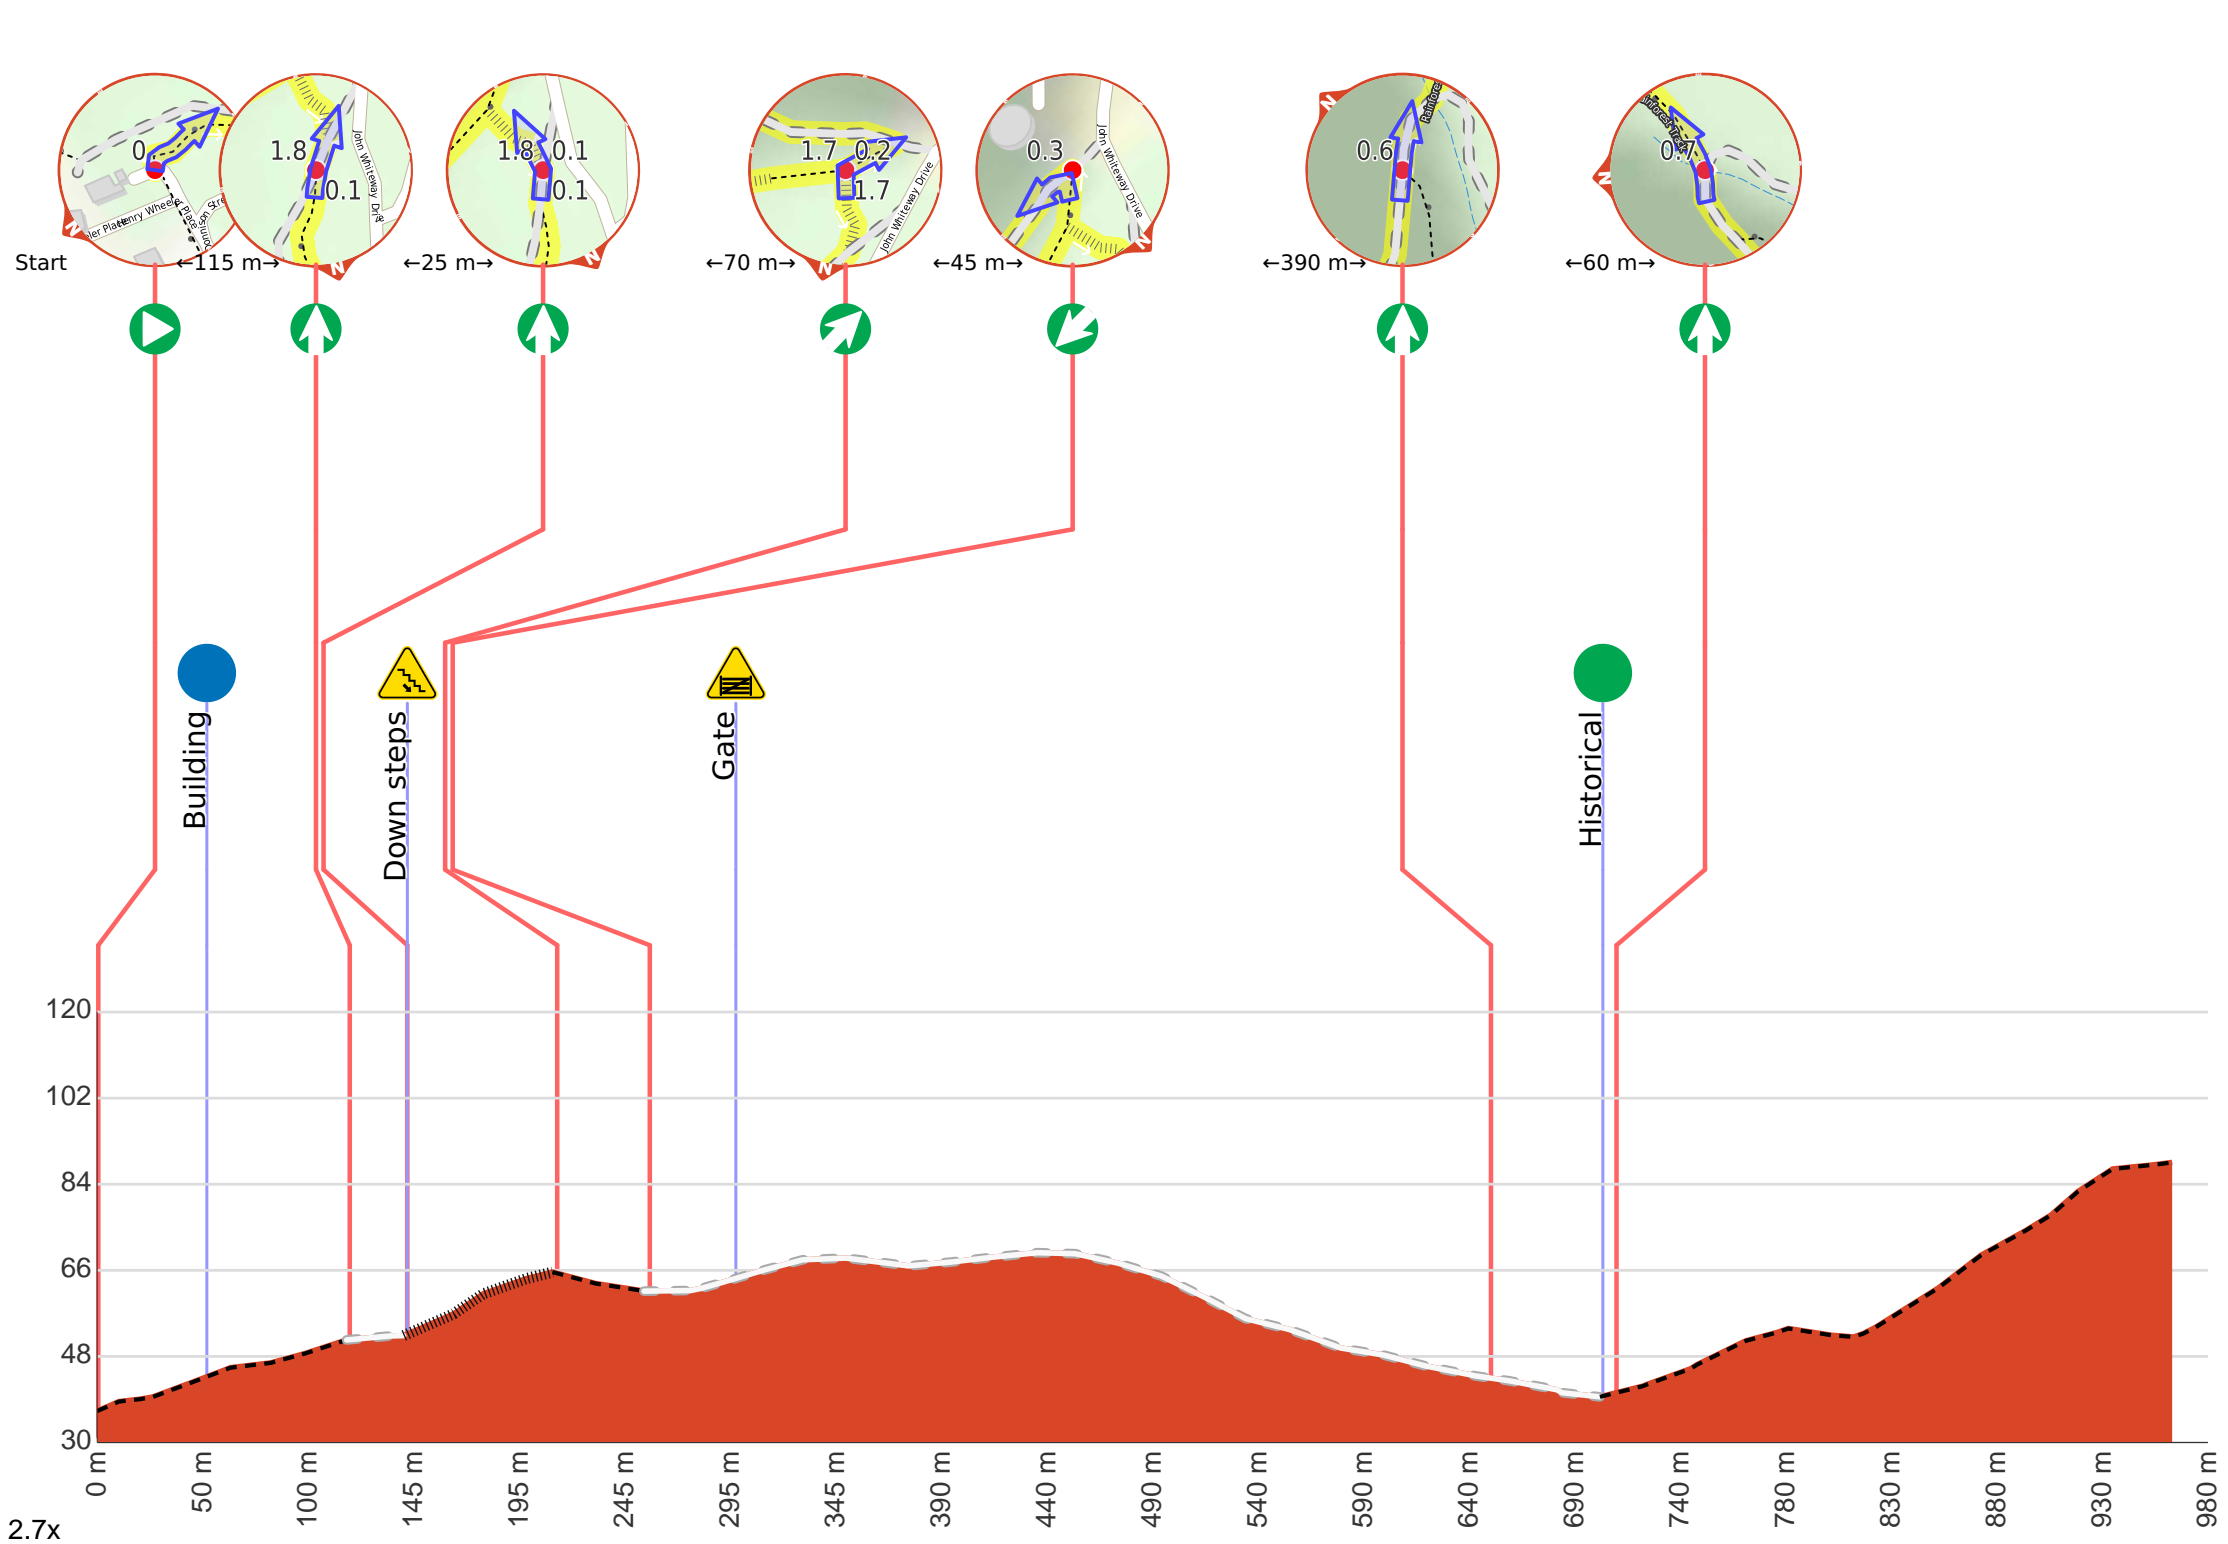 0
1.8
0.1
1.8
0.1
0.1
1.7
0.2
1.7
0.3
0.6
0.7
Henry Wheeler Place
John Whiteway Drive
John Whiteway Drive
John Whiteway Drive
N
N
N
N
N
N
N
Start
←115 m→
←25 m→
←70 m→
←45 m→
←390 m→
←60 m→
Building
Down steps
Gate
Historical
120
102
84
66
48
30
0 m
50 m
100 m
145 m
195 m
245 m
295 m
345 m
390 m
440 m
490 m
540 m
590 m
640 m
690 m
740 m
780 m
830 m
880 m
930 m
980 m
2.7x